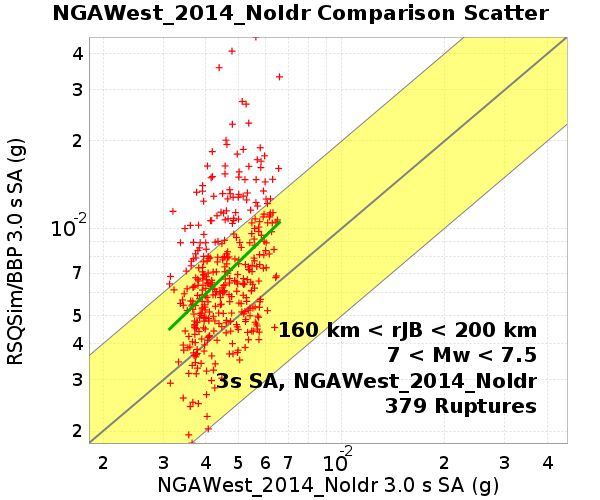 NGAWest_2014_NoIdr Comparison Scatter
RSQSim/BBP 3.0 s SA (g)
4
3
2
10-2
7
5
4
3
2
160 km < rJB < 200 km
7 < Mw < 7.5
3s SA, NGAWest_2014_NoIdr
379 Ruptures
2 3 4 5 6 7 10-2 2 3 4
NGAWest_2014_NoIdr 3.0 s SA (g)